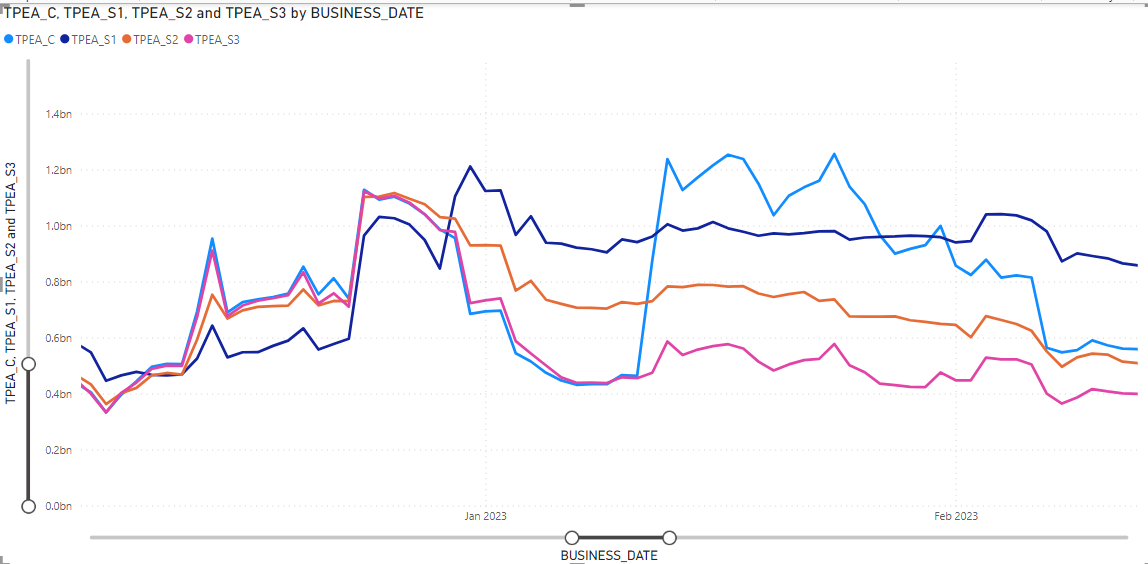 TPEA_C, TPEA_S1, TPEA_S2 and TPEA_S3 by BUSINESS_DATE
TPEA_C TPEA_S1 TPEA_S2 TPEA_S3
TPEA_C, TPEA_S1, TPEA_S2 and TPEA_S3
1.4bn
1.2bn
1.0bn
0.8bn
0.6bn
0.4bn
0.2bn
0.0bn
Jan 2023 Feb 2023
BUSINESS_DATE